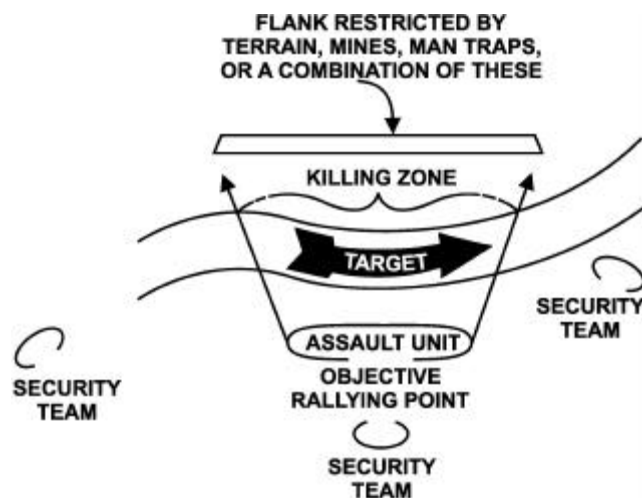 FLANK RESTRICTED BY
TERRAIN, MINES, MAN TRAPS,
OR A COMBINATION OF THESE
KILLING ZONE
TARGET
SECURITY
TEAM
ASSAULT UNIT
OBJECTIVE
RALLYING POINT
SECURITY
TEAM
SECURITY
TEAM